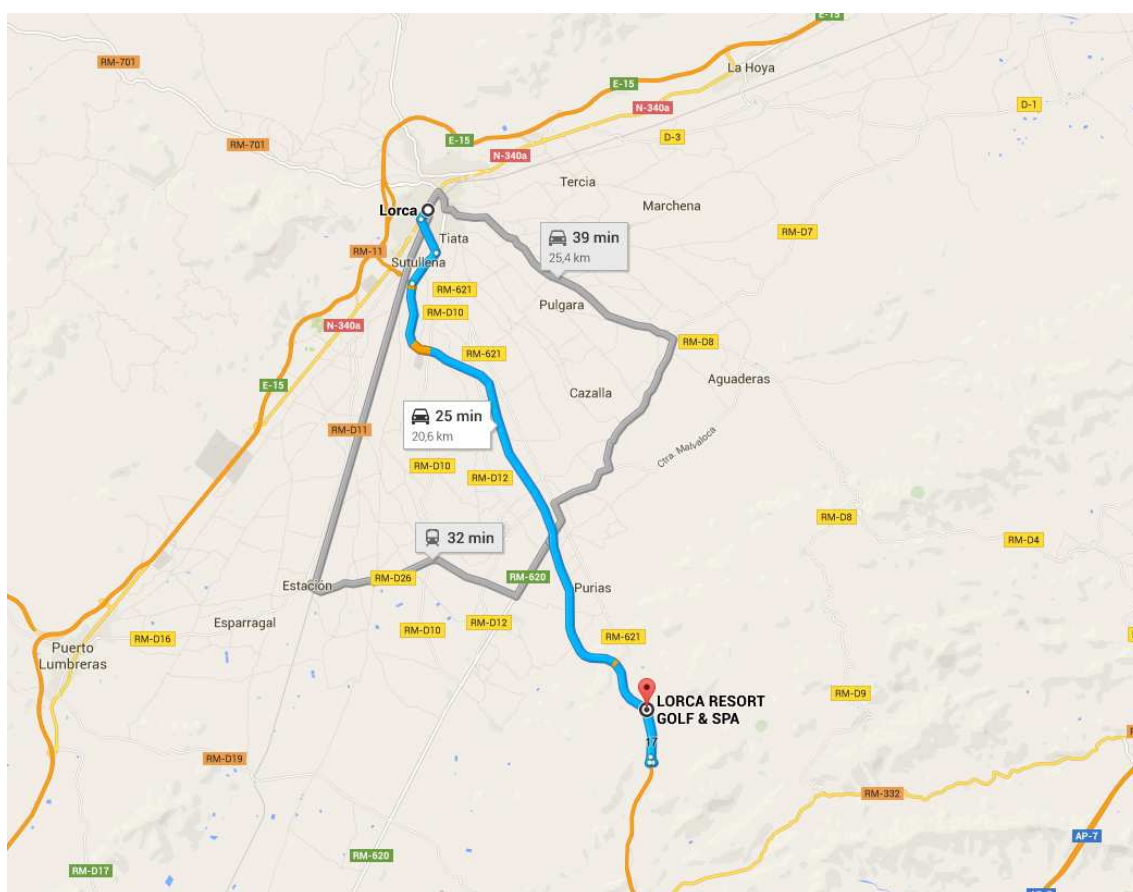 E-15
E-15
RM-701
La Hoya
E-15
N-340a
D-1
E-15
E-15
D-3
RM-701
N-340a
Tercia
Marchena
Lorca
RM-D7
39 min
25,4 km
Tiata
RM-11
Sutullena
RM-621
Pulgara
RM-D10
N-340a
RM-D8
RM-621
Aguaderas
E-15
Cazalla
25 min
20,6 km
RM-D11
Ctra. Malvaloca
RM-D10
RM-D12
RM-D8
32 min
RM-D4
RM-620
RM-D26
Estación
Purias
Esparragal
RM-D12
RM-D10
RM-D16
RM-621
Puerto
Lumbreras
RM-D9
LORCA RESORT
GOLF & SPA
17
RM-D19
RM-332
AP-7
RM-620
RM-D17